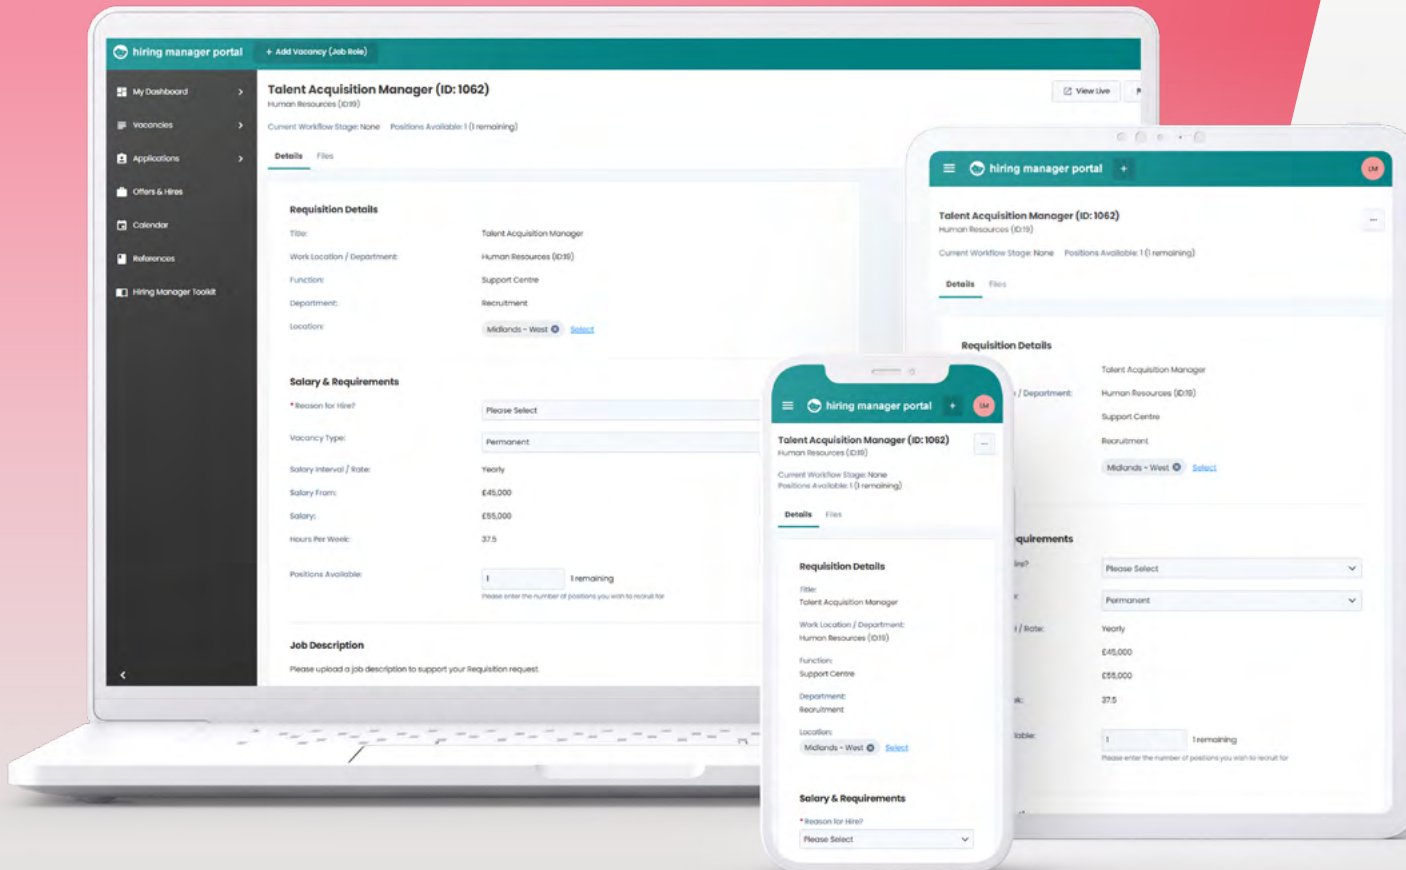 hiring manager portal
+ Add Vacancy (Job Role)
My Dashboard
Vacancies
Applications
Offers & Hires
Calendar
References
Hiring Manager Toolkit
Talent Acquisition Manager (ID: 1062)
Human Resources (ID:19)
View Live
Current Workflow Stage: None Positions Available: 1 (1 remaining)
Details Files
Requisition Details
Title: Talent Acquisition Manager
Work Location / Department: Human Resources (ID:19)
Function: Support Centre
Department: Recruitment
Location: Midlands - West Select
Salary & Requirements
*Reason for Hire? Please Select
Vacancy Type: Permanent
Salary Interval / Rate: Yearly
Salary From: £45,000
Salary: £55,000
Hours Per Week: 37.5
Positions Available: 1 1 remaining
Please enter the number of positions you wish to recruit for
Job Description
Please upload a job description to support your Requisition request.
hiring manager portal + LM
Talent Acquisition Manager (ID: 1062)
Human Resources (ID:19)
Current Workflow Stage: None
Positions Available: 1 (1 remaining)
Details Files
Requisition Details
Title:
Talent Acquisition Manager
Work Location / Department:
Human Resources (ID:19)
Function:
Support Centre
Department:
Recruitment
Location:
Midlands - West Select
Salary & Requirements
*Reason for Hire?
Please Select
hiring manager portal + LM
Talent Acquisition Manager (ID: 1062)
Human Resources (ID:19)
Current Workflow Stage: None Positions Available: 1 (1 remaining)
Details Files
Requisition Details
Talent Acquisition Manager
/ Department: Human Resources (ID:19)
Support Centre
Recruitment
Midlands - West Select
quirements
ire? Please Select
Permanent
/ Rate: Yearly
£45,000
£55,000
37.5
ilable: 1 1 remaining
Please enter the number of positions you wish to recruit for